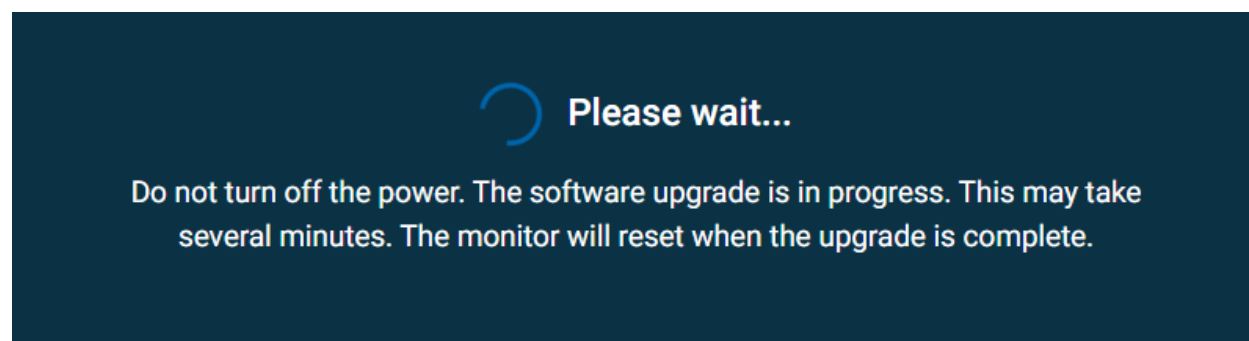 Please wait...
Do not turn off the power. The software upgrade is in progress. This may take
several minutes. The monitor will reset when the upgrade is complete.